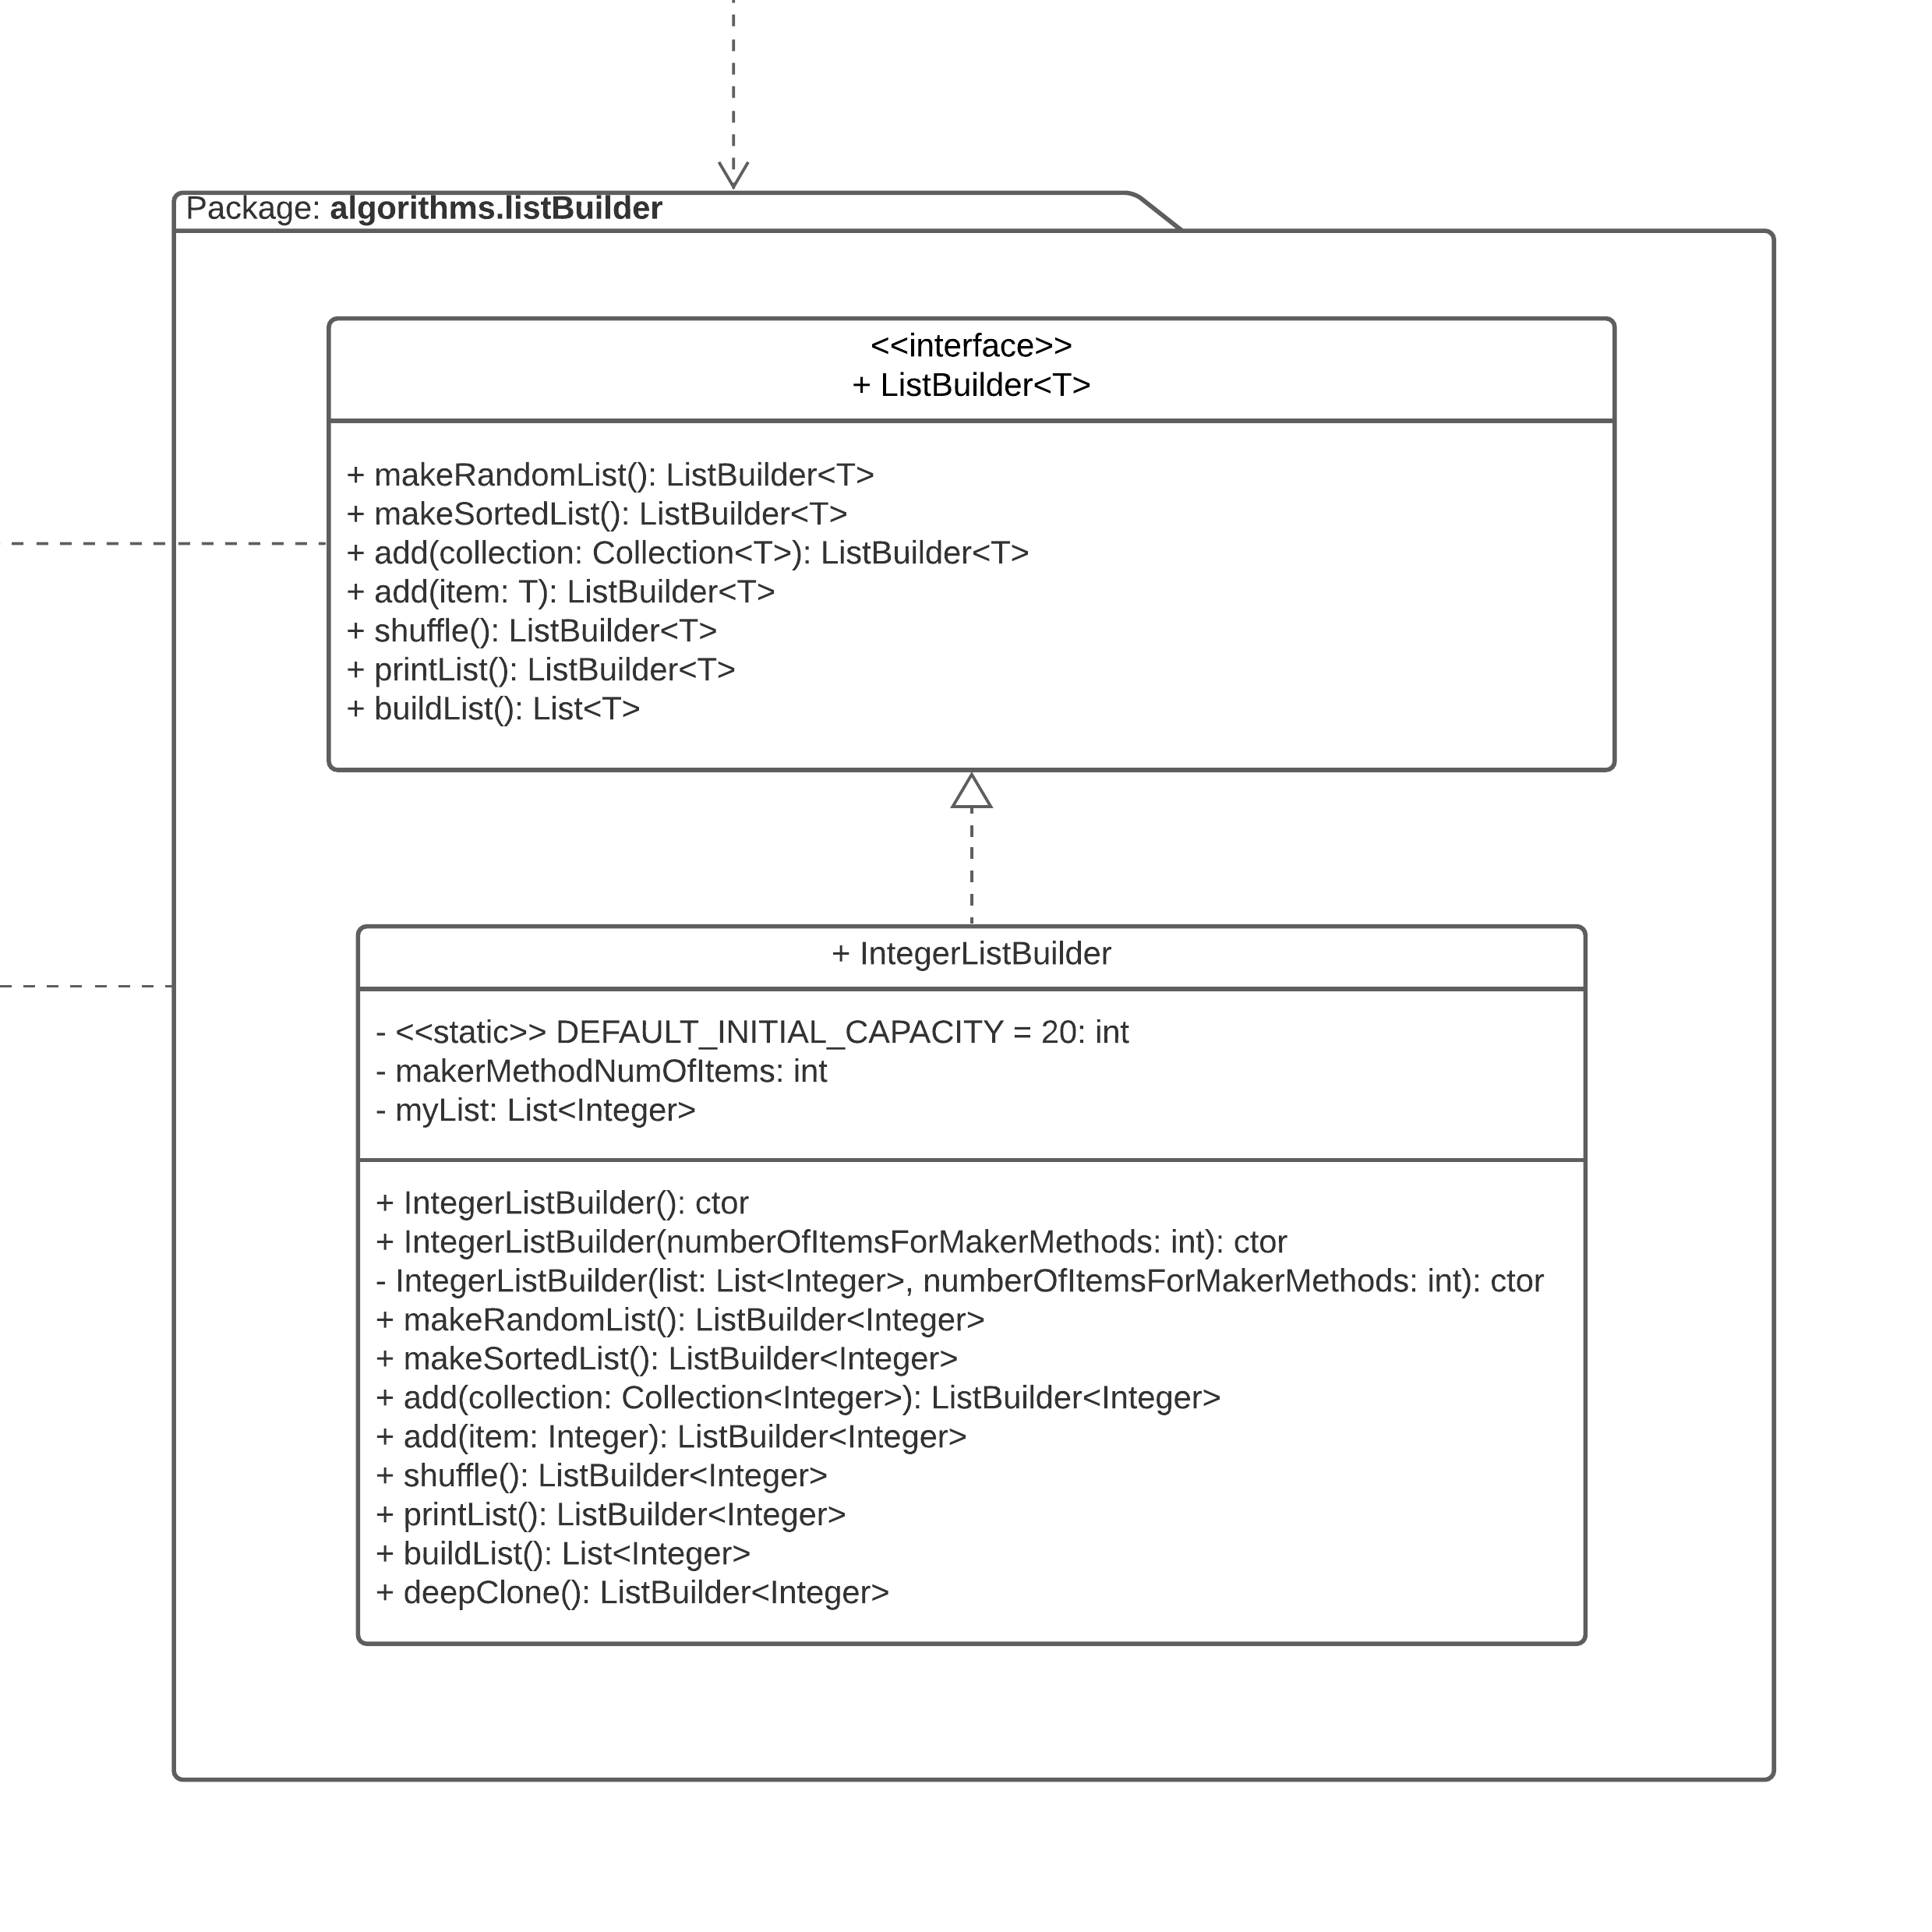 Package: algorithms.listBuilder
<<interface>>
+ ListBuilder<T>
+ makeRandomList(): ListBuilder<T>
+ makeSortedList(): ListBuilder<T>
+ add(collection: Collection<T>): ListBuilder<T>
+ add(item: T): ListBuilder<T>
+ shuffle(): ListBuilder<T>
+ printList(): ListBuilder<T>
+ buildList(): List<T>
+ IntegerListBuilder
- <<static>> DEFAULT_INITIAL_CAPACITY = 20: int
- makerMethodNumOfItems: int
- myList: List<Integer>
+ IntegerListBuilder(): ctor
+ IntegerListBuilder(numberOfItemsForMakerMethods: int): ctor
- IntegerListBuilder(list: List<Integer>, numberOfItemsForMakerMethods: int): ctor
+ makeRandomList(): ListBuilder<Integer>
+ makeSortedList(): ListBuilder<Integer>
+ add(collection: Collection<Integer>): ListBuilder<Integer>
+ add(item: Integer): ListBuilder<Integer>
+ shuffle(): ListBuilder<Integer>
+ printList(): ListBuilder<Integer>
+ buildList(): List<Integer>
+ deepClone(): ListBuilder<Integer>